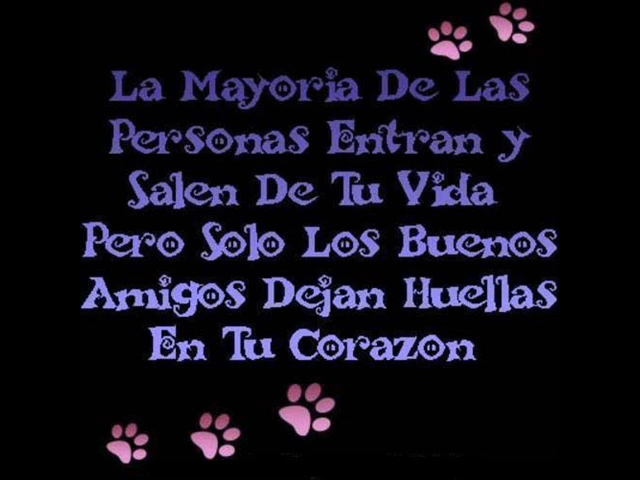 La Mayoria De Las
Personas Entran y
Salen De Tu Vida
Pero Solo Los Buenos
Amigos Dejan Huellas
En Tu Corazon